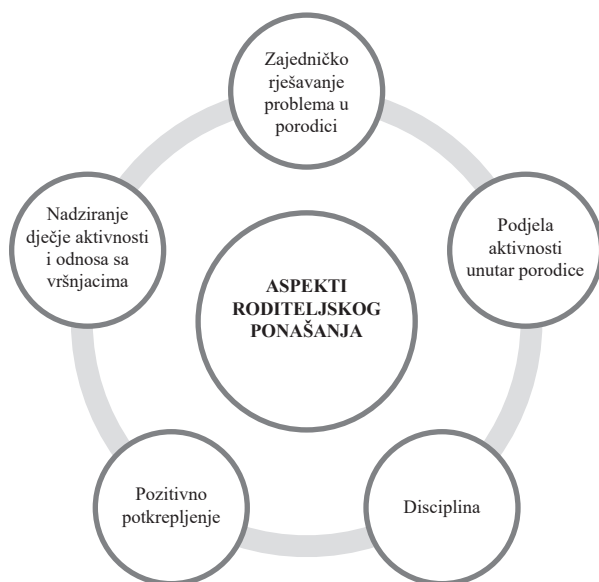 Zajedničko
rješavanje
problema u
porodici
Nadziranje
dječje aktivnosti
i odnosa sa
vršnjacima
Podjela
aktivnosti
unutar porodice
ASPEKTI
RODITELJSKOG
PONAŠANJA
Pozitivno
potkrepljenje
Disciplina